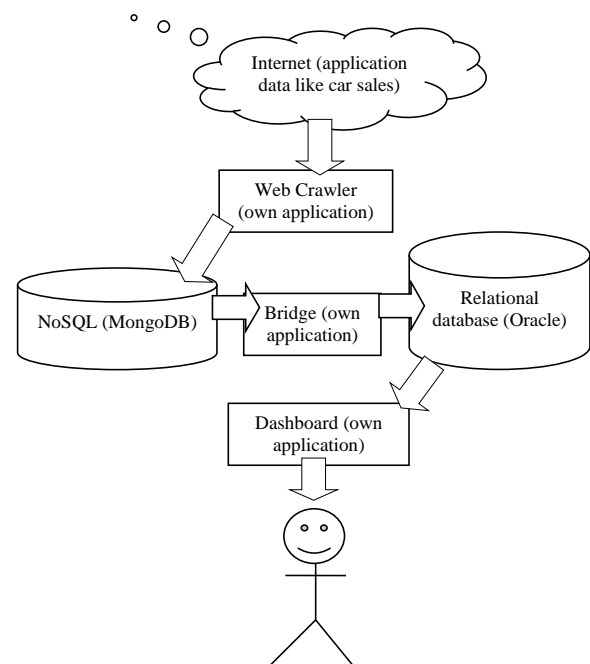 Internet (application
data like car sales)
Web Crawler
(own application)
NoSQL (MongoDB)
Bridge (own
application)
Relational
database (Oracle)
Dashboard (own
application)